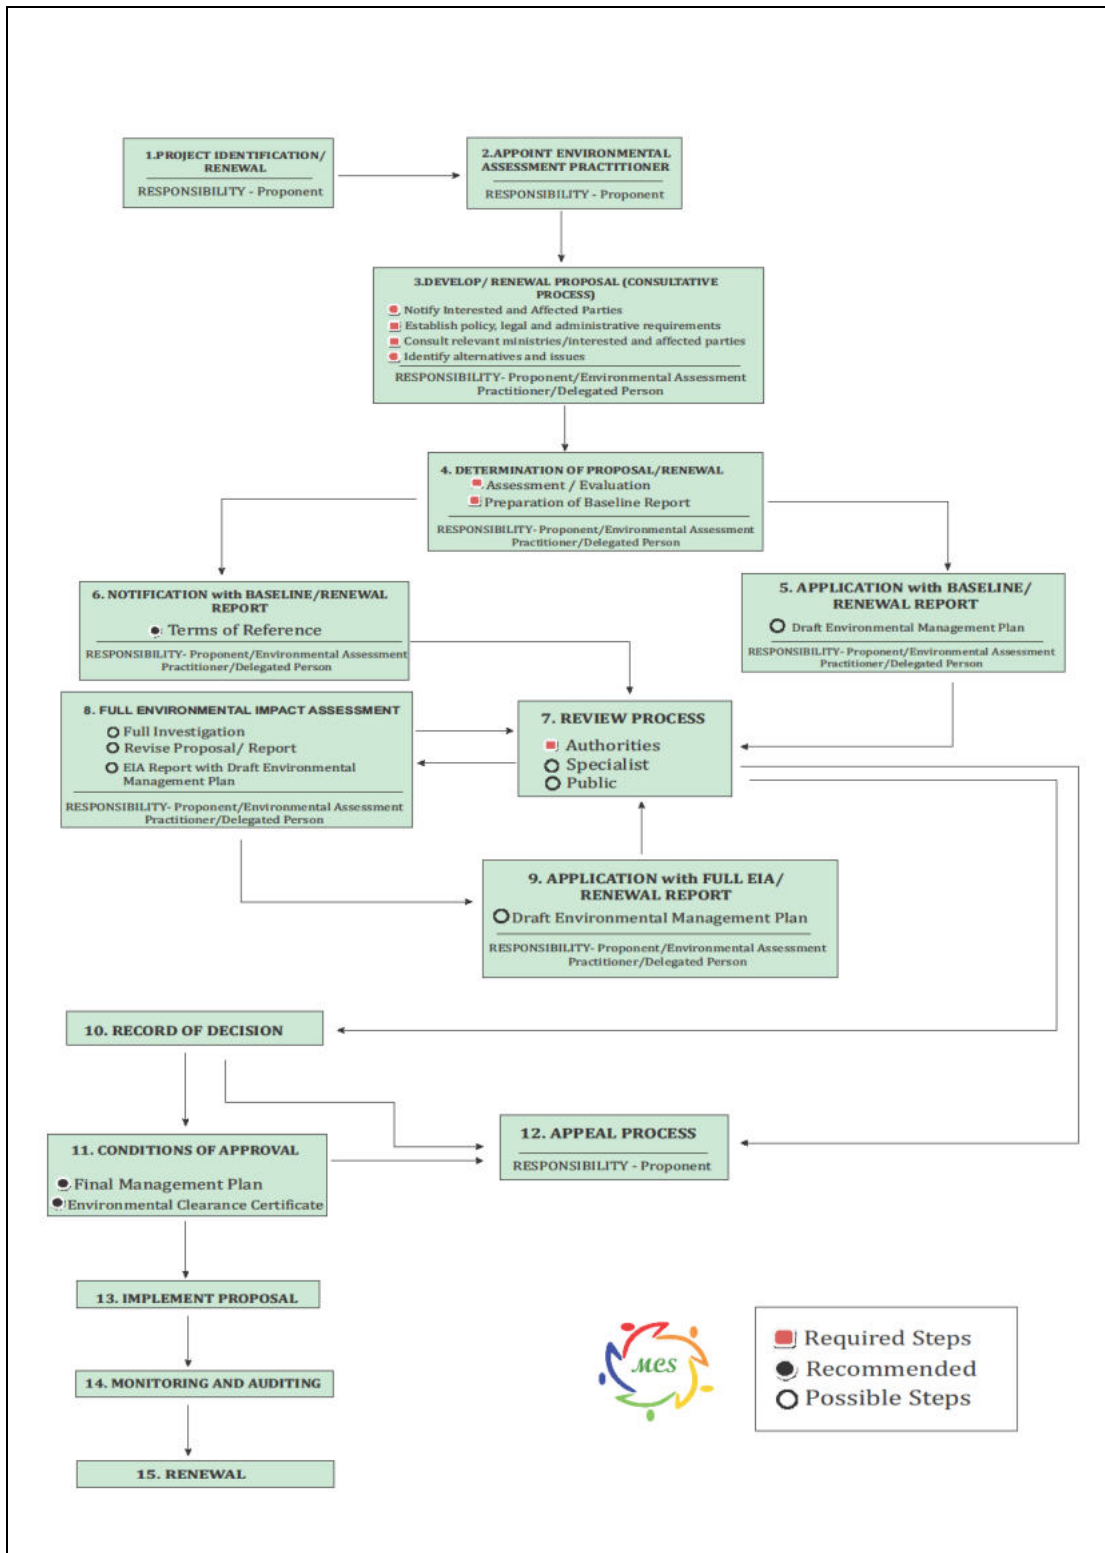 1.PROJECT IDENTIFICATION/
RENEWAL
RESPONSIBILITY - Proponent
2.APPOINT ENVIRONMENTAL
ASSESSMENT PRACTITIONER
RESPONSIBILITY - Proponent
3.DEVELOP/ RENEWAL PROPOSAL (CONSULTATIVE
PROCESS)
Notify Interested and Affected Parties
Establish policy, legal and administrative requirements
Consult relevant ministries/interested and affected parties
Identify alternatives and issues
RESPONSIBILITY- Proponent/Environmental Assessment
Practitioner/Delegated Person
4. DETERMINATION OF PROPOSAL/RENEWAL
Assessment / Evaluation
Preparation of Baseline Report
RESPONSIBILITY- Proponent/Environmental Assessment
Practitioner/Delegated Person
6. NOTIFICATION with BASELINE/RENEWAL
REPORT
Terms of Reference
RESPONSIBILITY- Proponent/Environmental Assessment
Practitioner/Delegated Person
5. APPLICATION with BASELINE/
RENEWAL REPORT
Draft Environmental Management Plan
RESPONSIBILITY- Proponent/Environmental Assessment
Practitioner/Delegated Person
8. FULL ENVIRONMENTAL IMPACT ASSESSMENT
Full Investigation
Revise Proposal/ Report
EIA Report with Draft Environmental
Management Plan
RESPONSIBILITY- Proponent/Environmental Assessment
Practitioner/Delegated Person
7. REVIEW PROCESS
Authorities
Specialist
Public
9. APPLICATION with FULL EIA/
RENEWAL REPORT
Draft Environmental Management Plan
RESPONSIBILITY- Proponent/Environmental Assessment
Practitioner/Delegated Person
10. RECORD OF DECISION
11. CONDITIONS OF APPROVAL
Final Management Plan
Environmental Clearance Certificate
12. APPEAL PROCESS
RESPONSIBILITY - Proponent
13. IMPLEMENT PROPOSAL
14. MONITORING AND AUDITING
15. RENEWAL
MCS
Required Steps
Recommended
Possible Steps